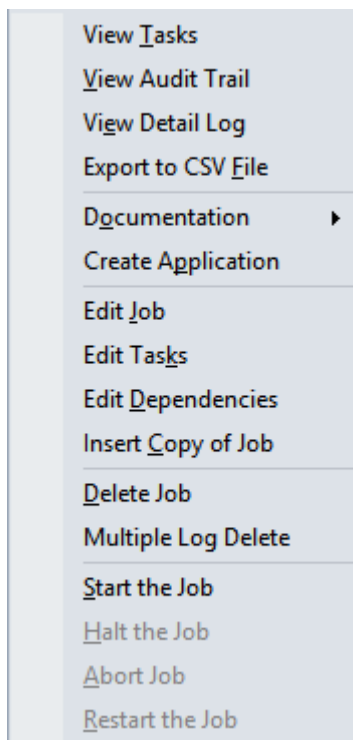 View Tasks
View Audit Trail
View Detail Log
Export to CSV File
Documentation
Create Application
Edit Job
Edit Tasks
Edit Dependencies
Insert Copy of Job
Delete Job
Multiple Log Delete
Start the Job
Halt the Job
Abort Job
Restart the Job